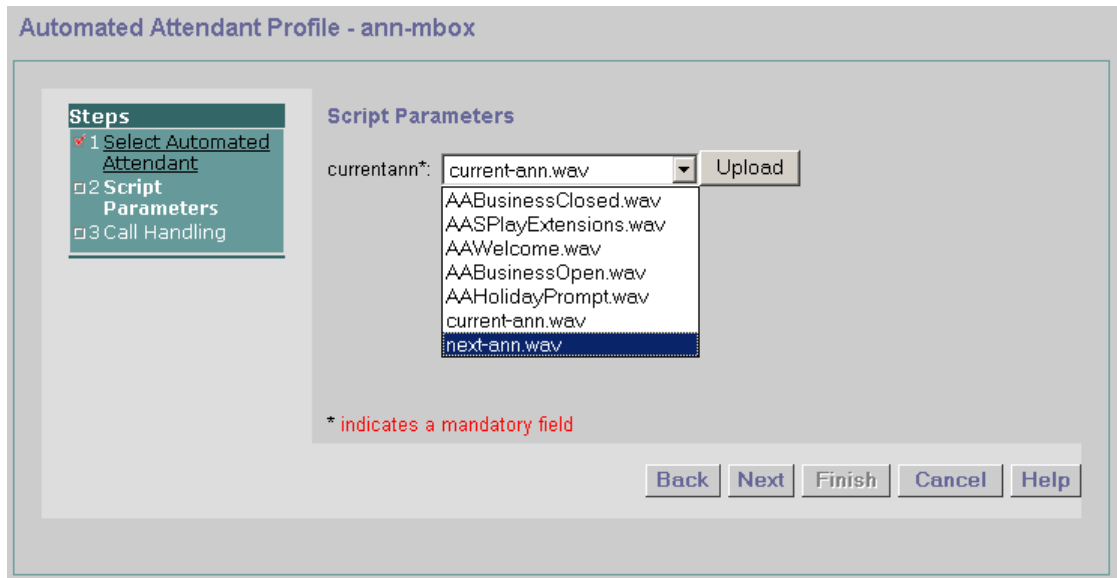 Automated Attendant Profile - ann-mbox
Steps
1 Select Automated
Attendant
2 Script
Parameters
3 Call Handling
Script Parameters
currentann*: current-ann.wav Upload
AABusinessClosed.wav
AASPlayExtensions.wav
AAWelcome.wav
AABusinessOpen.wav
AAHolidayPrompt.wav
current-ann.wav
next-ann.wav
* indicates a mandatory field
Back Next Finish Cancel Help